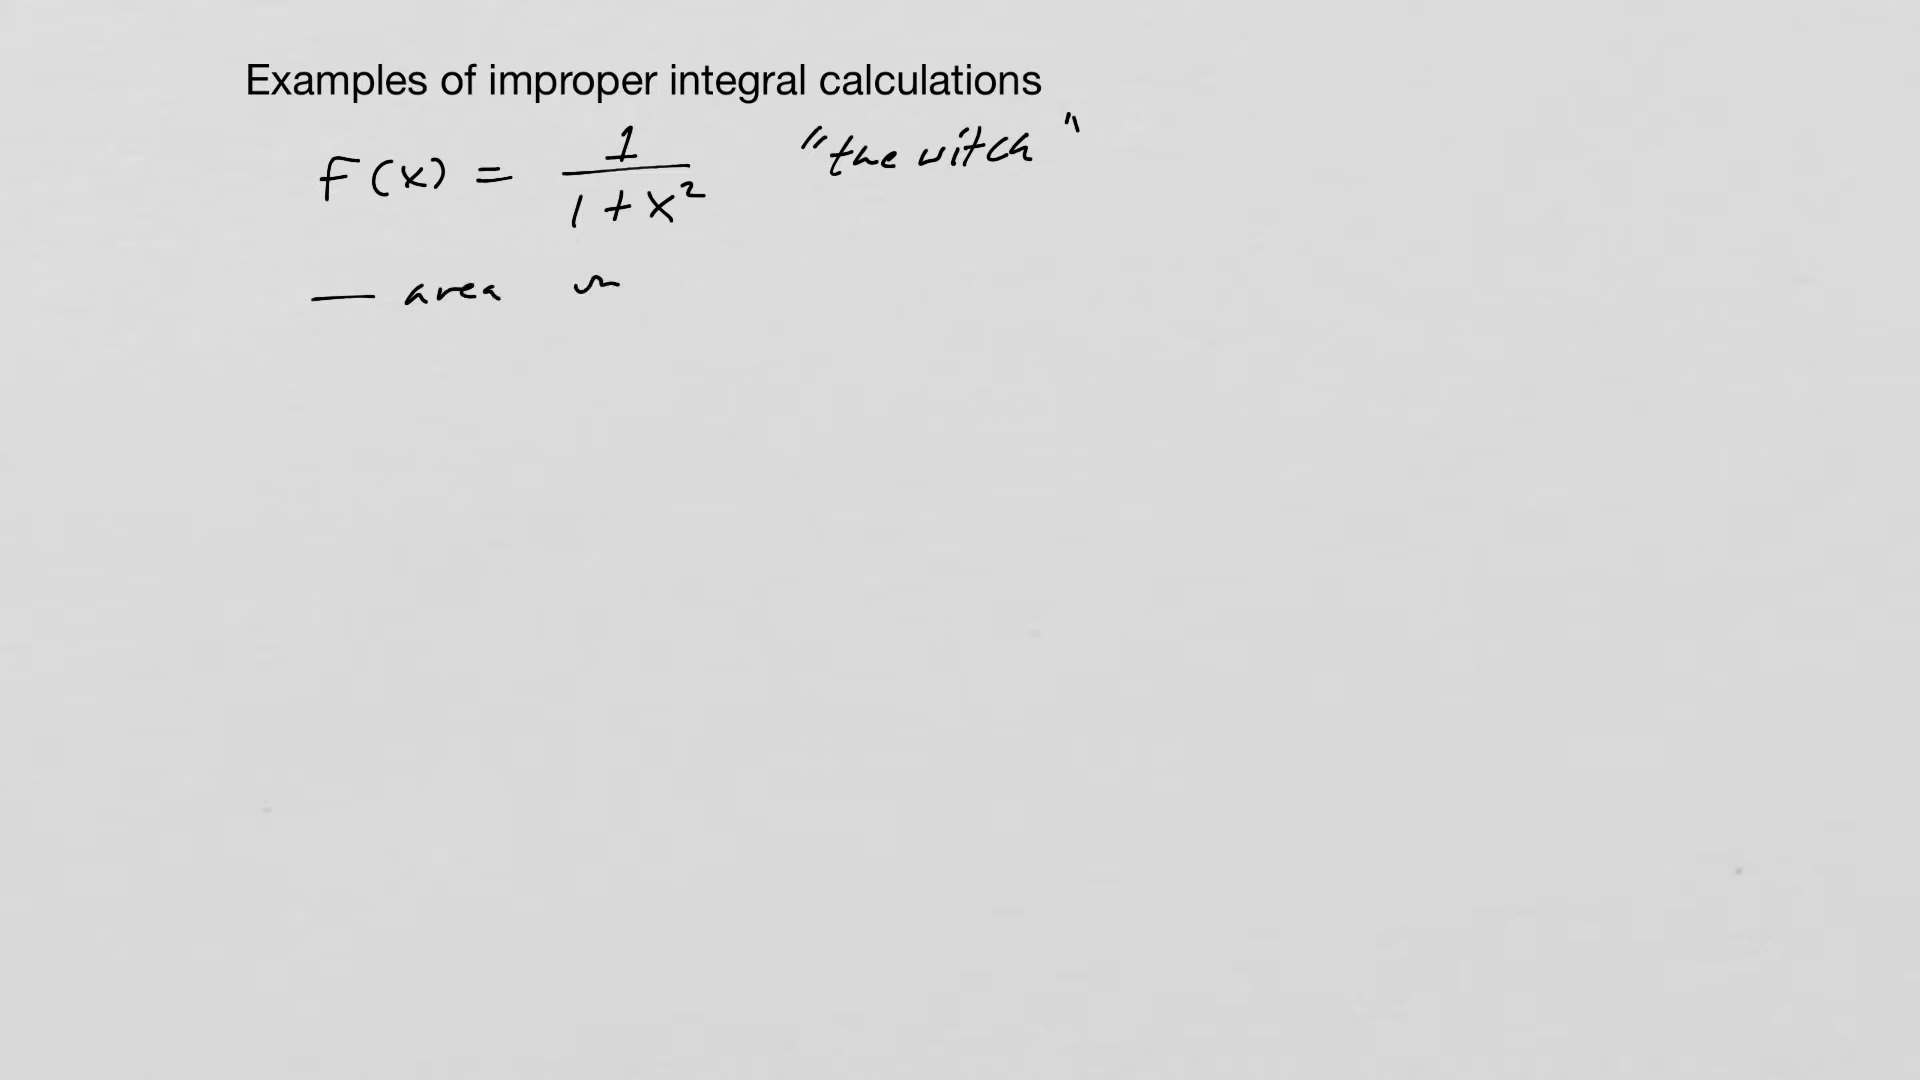 Examples of improper integral calculations
F(x) = 1/(1+x²) "the witch"
— area